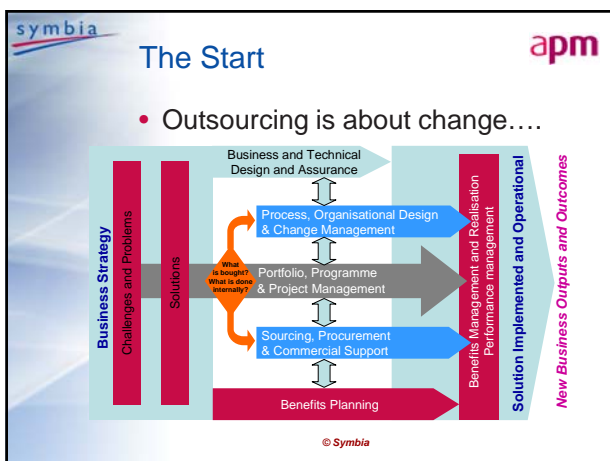 symbia
apm
The Start
• Outsourcing is about change….
Business Strategy
Challenges and Problems
Solutions
Business and Technical
Design and Assurance
Process, Organisational Design
& Change Management
What
is bought?
What is done
internally?
Portfolio, Programme
& Project Management
Sourcing, Procurement
& Commercial Support
Benefits Planning
Benefits Management and Realisation
Performance management
Solution Implemented and Operational
New Business Outputs and Outcomes
© Symbia